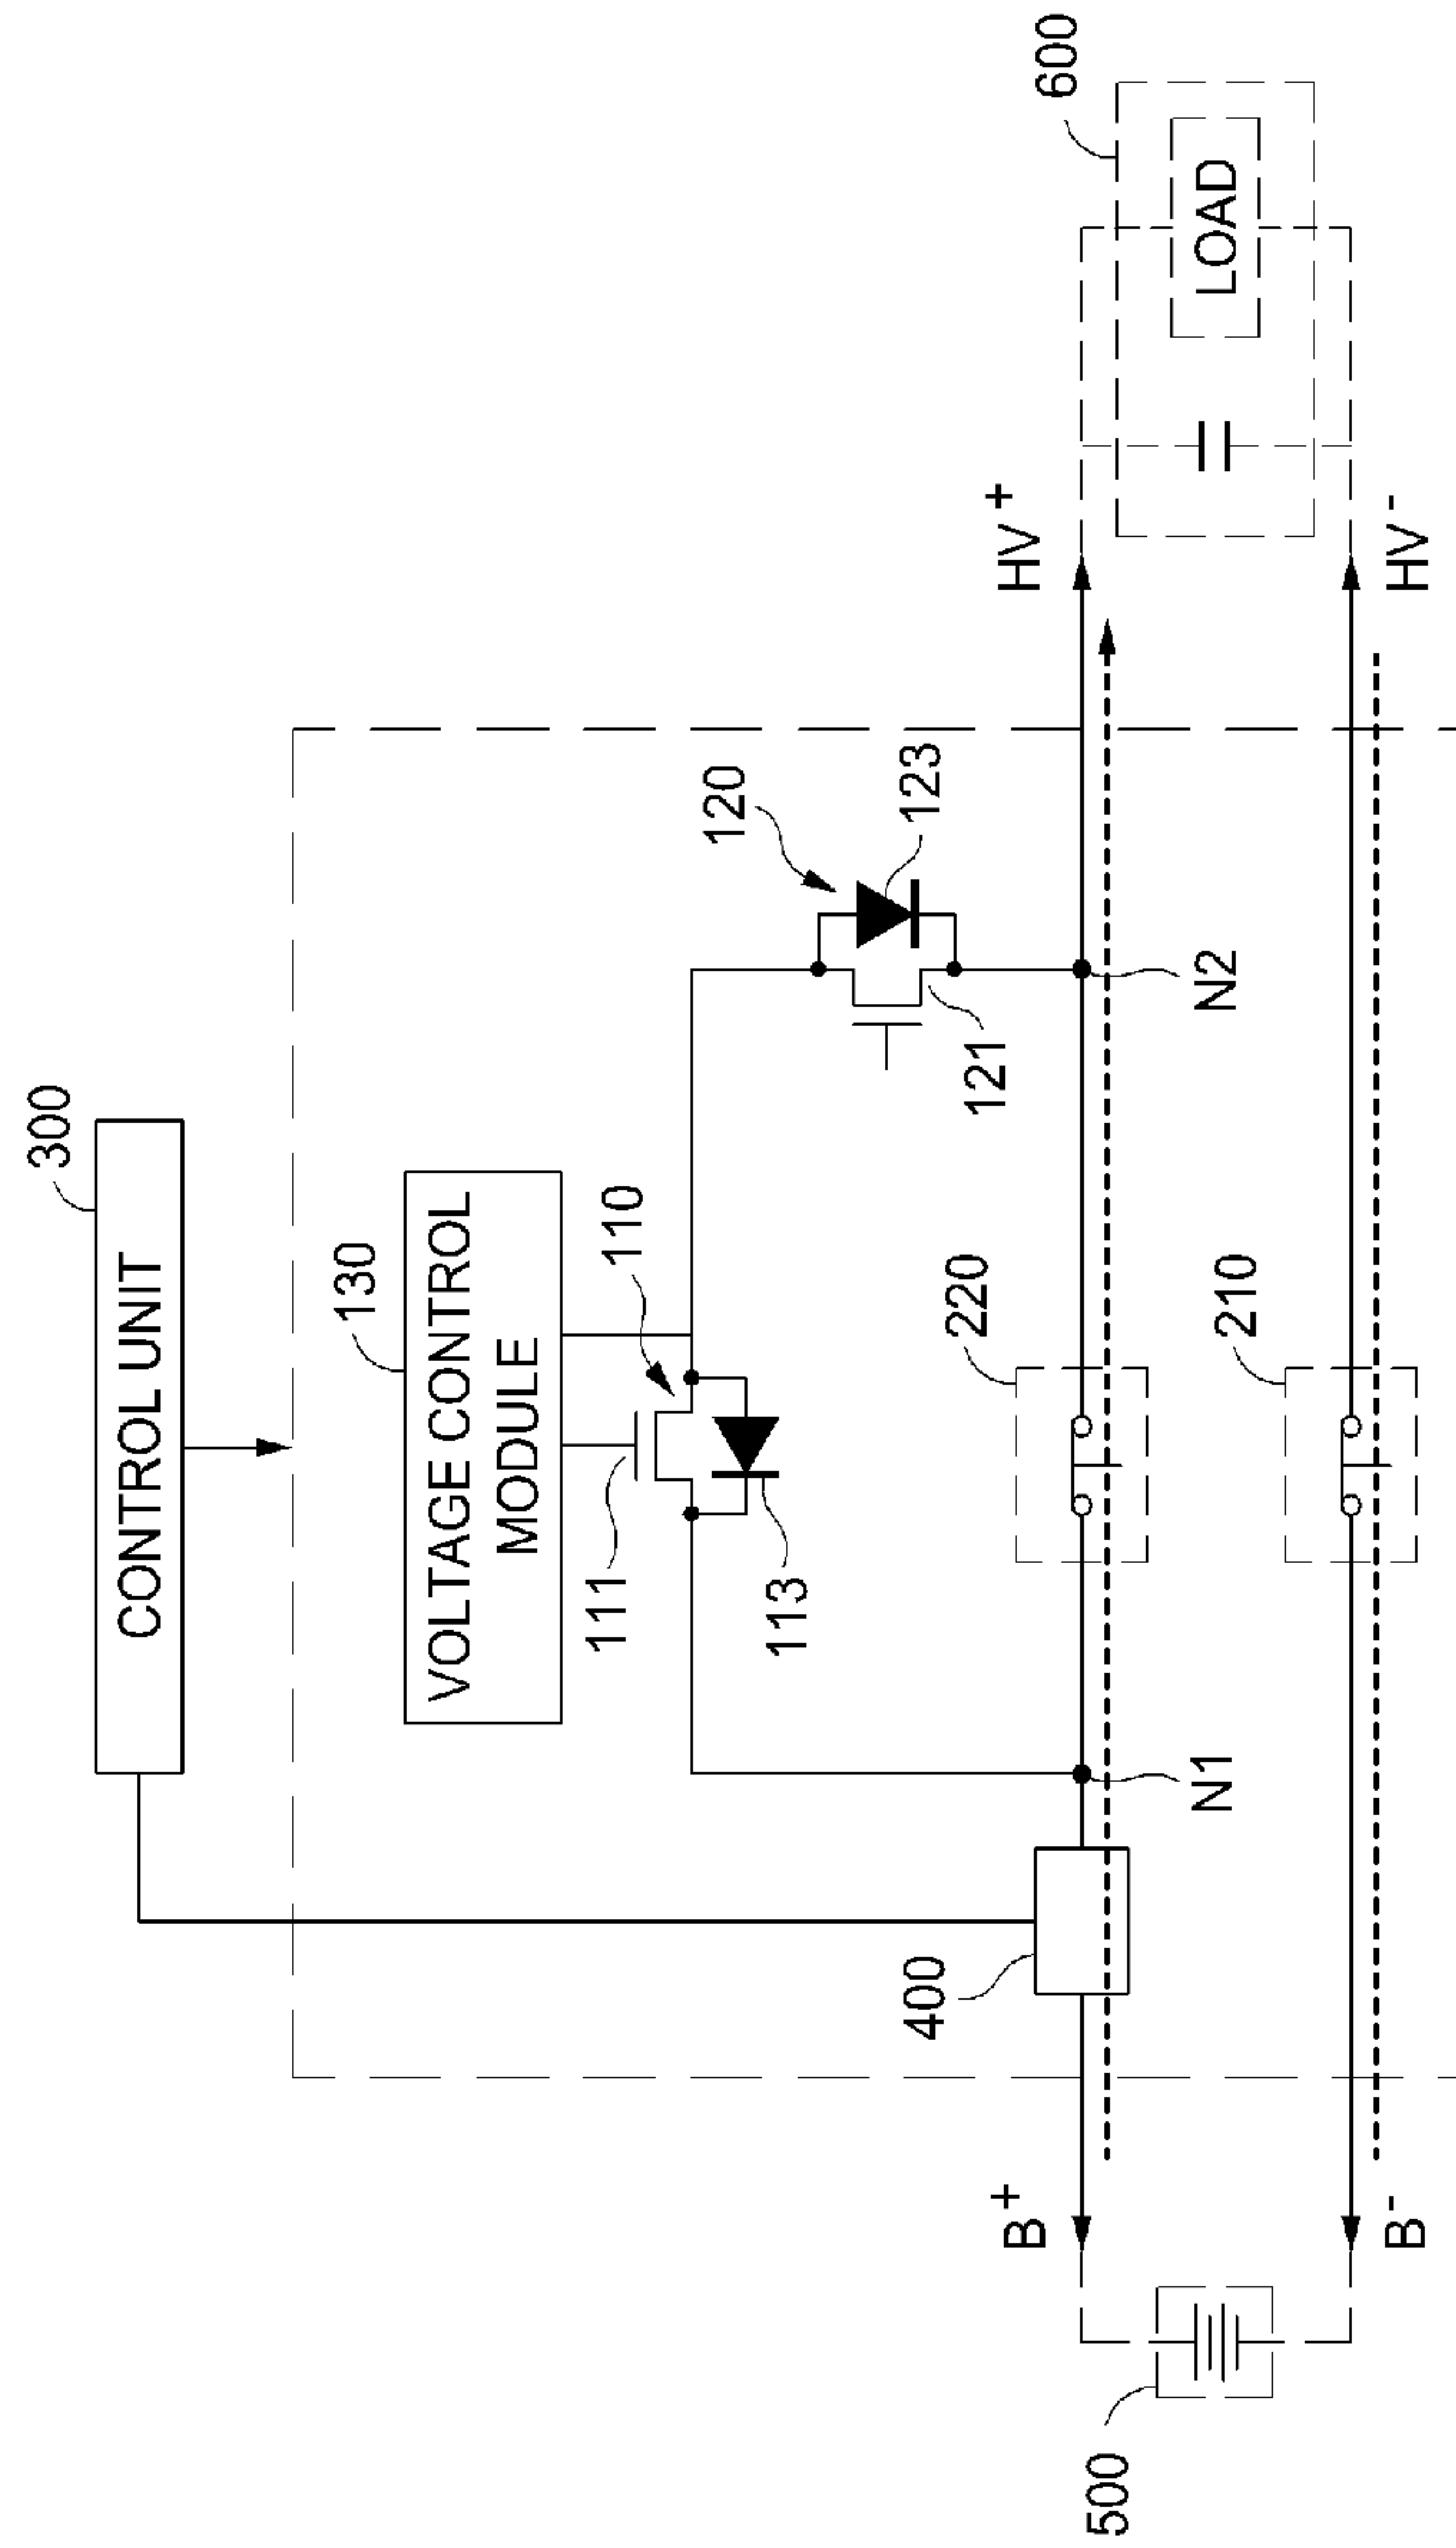 300
CONTROL UNIT
130
VOLTAGE CONTROL
MODULE
110
111
113
120
123
121
400
220
210
N1
N2
B+
B-
HV+
HV-
500
600
LOAD